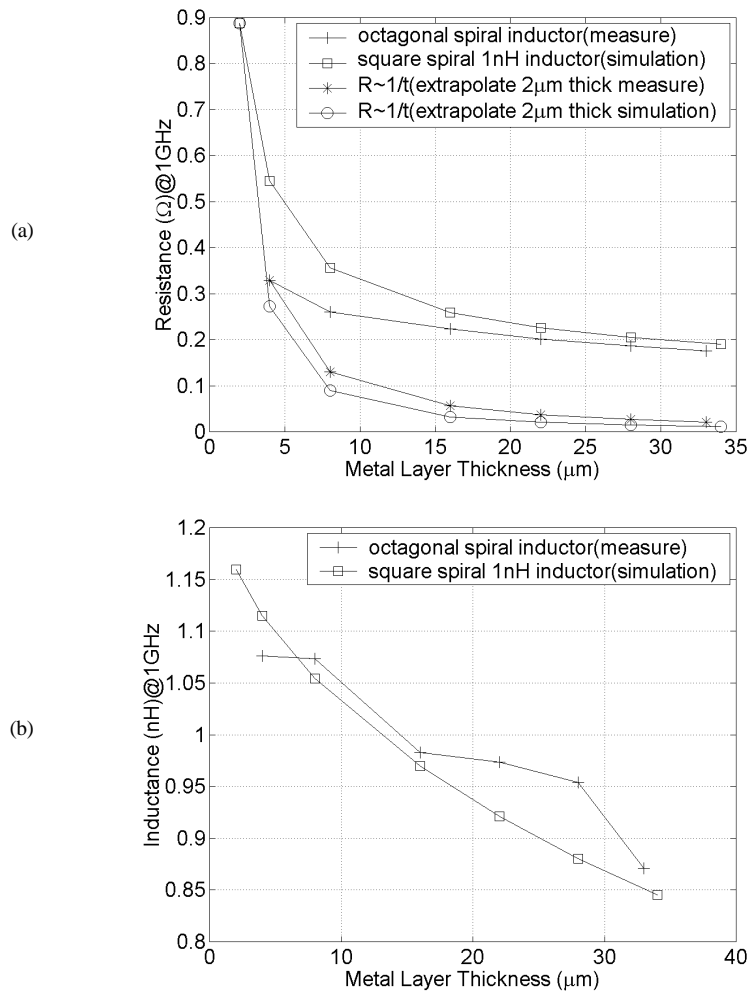 (a)
0.9
0.8
0.7
0.6
0.5
0.4
0.3
0.2
0.1
0
Resistance (Ω)@1GHz
octagonal spiral inductor(measure)
square spiral 1nH inductor(simulation)
R~1/t(extrapolate 2μm thick measure)
R~1/t(extrapolate 2μm thick simulation)
0 5 10 15 20 25 30 35
Metal Layer Thickness (μm)
(b)
1.2
1.15
1.1
1.05
1
0.95
0.9
0.85
0.8
Inductance (nH)@1GHz
octagonal spiral inductor(measure)
square spiral 1nH inductor(simulation)
0 10 20 30 40
Metal Layer Thickness (μm)